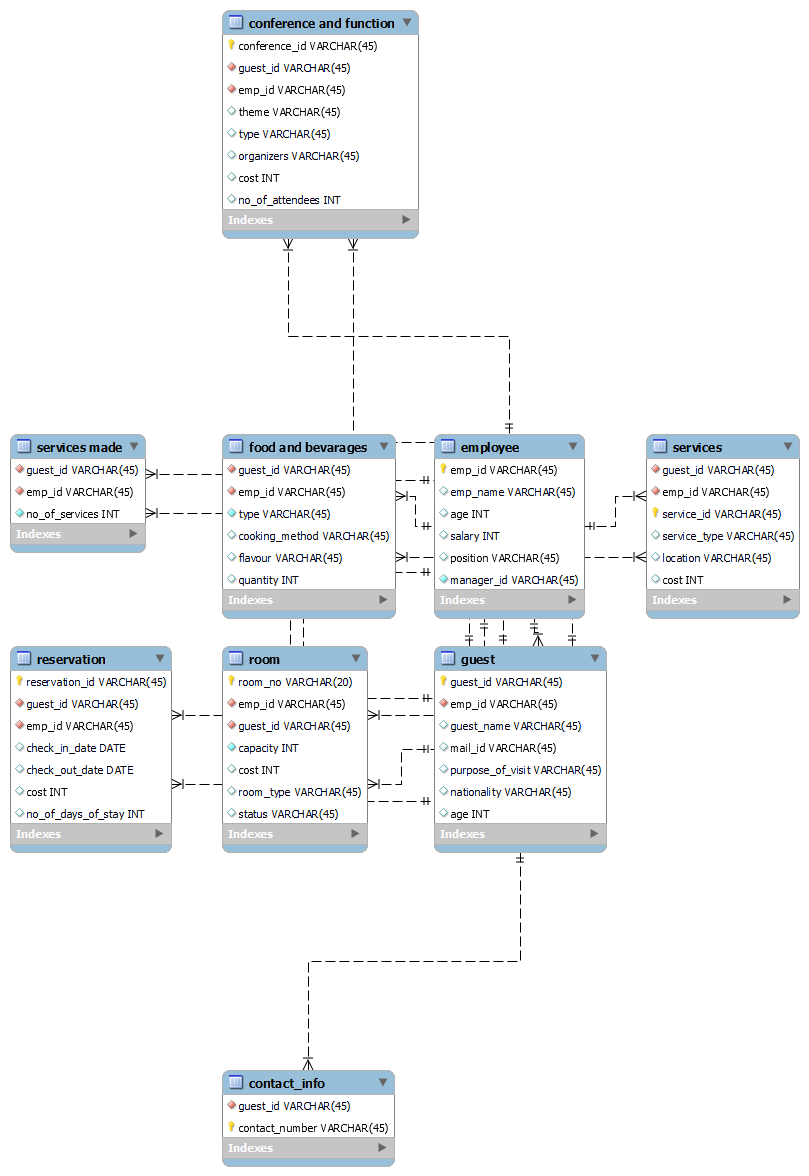 conference and function
conference_id VARCHAR(45)
guest_id VARCHAR(45)
emp_id VARCHAR(45)
theme VARCHAR(45)
type VARCHAR(45)
organizers VARCHAR(45)
cost INT
no_of_attendees INT
Indexes
services made
guest_id VARCHAR(45)
emp_id VARCHAR(45)
no_of_services INT
Indexes
food and bevarages
guest_id VARCHAR(45)
emp_id VARCHAR(45)
type VARCHAR(45)
cooking_method VARCHAR(45)
flavour VARCHAR(45)
quantity INT
Indexes
employee
emp_id VARCHAR(45)
emp_name VARCHAR(45)
age INT
salary INT
position VARCHAR(45)
manager_id VARCHAR(45)
Indexes
services
guest_id VARCHAR(45)
emp_id VARCHAR(45)
service_id VARCHAR(45)
service_type VARCHAR(45)
location VARCHAR(45)
cost INT
Indexes
reservation
reservation_id VARCHAR(45)
guest_id VARCHAR(45)
emp_id VARCHAR(45)
check_in_date DATE
check_out_date DATE
cost INT
no_of_days_of_stay INT
Indexes
room
room_no VARCHAR(20)
emp_id VARCHAR(45)
guest_id VARCHAR(45)
capacity INT
cost INT
room_type VARCHAR(45)
status VARCHAR(45)
Indexes
guest
guest_id VARCHAR(45)
emp_id VARCHAR(45)
guest_name VARCHAR(45)
mail_id VARCHAR(45)
purpose_of_visit VARCHAR(45)
nationality VARCHAR(45)
age INT
Indexes
contact_info
guest_id VARCHAR(45)
contact_number VARCHAR(45)
Indexes